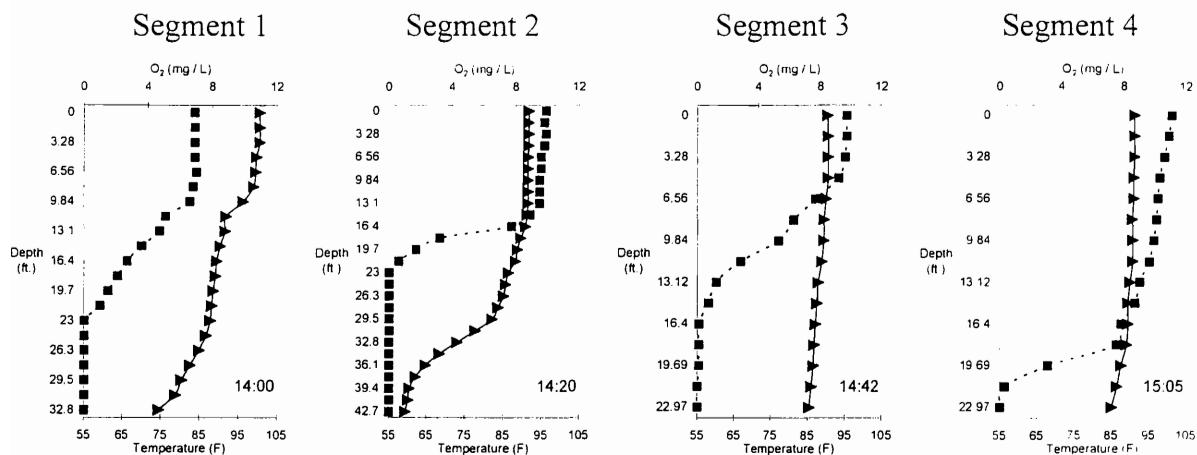 Segment 1
O2 (mg / L)
0 4 8 12
0
3.28
6.56
9.84
13.1
16.4
19.7
23
26.3
29.5
32.8
Depth
(ft.)
14:00
55 65 75 85 95 105
Temperature (F)
Segment 2
O2 (mg / L)
0 4 8 12
0
3 28
6 56
9 84
13 1
16 4
19.7
23
26.3
29.5
32.8
36.1
39.4
42.7
Depth
(ft )
14:20
55 65 75 85 95 105
Temperature (F)
Segment 3
O2 (mg / L)
0 4 8 12
0
3.28
6.56
9.84
13.12
16.4
19.69
22.97
Depth
(ft.)
14:42
55 65 75 85 95 105
Temperature (F)
Segment 4
O2 (mg / L)
0 4 8 12
0
3.28
6 56
9 84
13 12
16 4
19 69
22 97
Depth
(ft.)
15:05
55 65 75 85 95 105
Temperature (F)